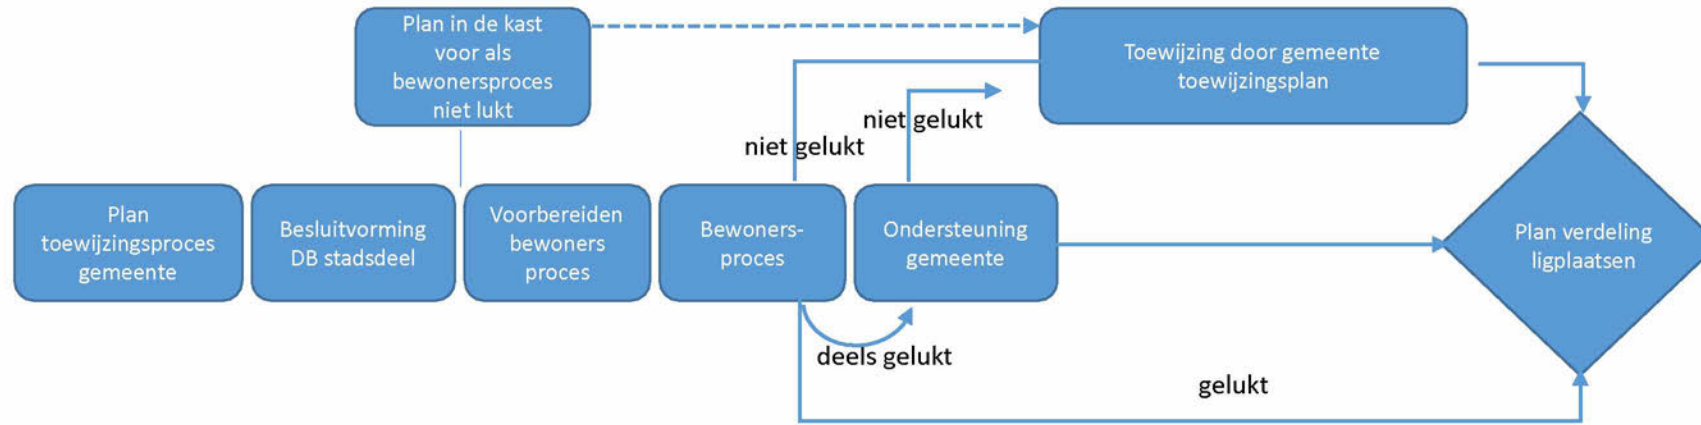 Plan in de kast
voor als
bewonersproces
niet lukt
Toewijzing door gemeente
toewijzingsplan
niet gelukt
niet gelukt
Plan
toewijzingsproces
gemeente
Besluitvorming
DB stadsdeel
Voorbereiden
bewoners
proces
Bewoners-
proces
Ondersteuning
gemeente
Plan verdeling
ligplaatsen
deels gelukt
gelukt